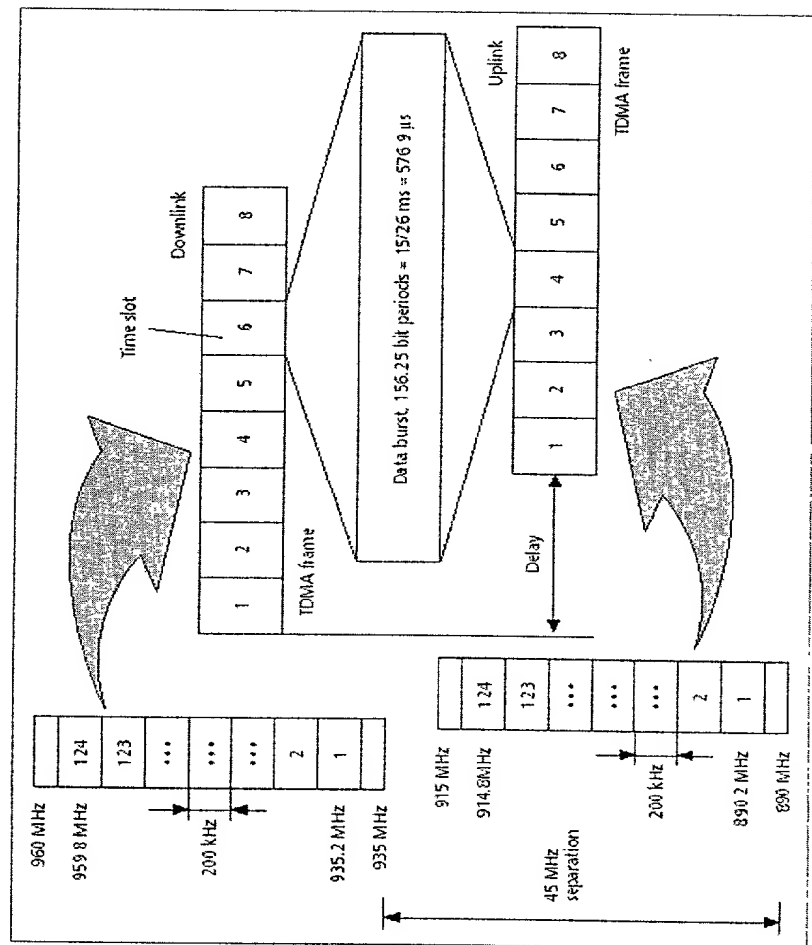 960 MHz
959 8 MHz
200 kHz
935.2 MHz
935 MHz
124
123
•••
•••
•••
2
1
45 MHz
separation
915 MHz
914.8MHz
200 kHz
890 2 MHz
890 MHz
124
123
•••
•••
•••
2
1
Time slot
Downlink
1 2 3 4 5 6 7 8
TDMA frame
Data burst, 156.25 bit periods = 15/26 ms = 576 9 µs
Delay
Uplink
1 2 3 4 5 6 7 8
TDMA frame